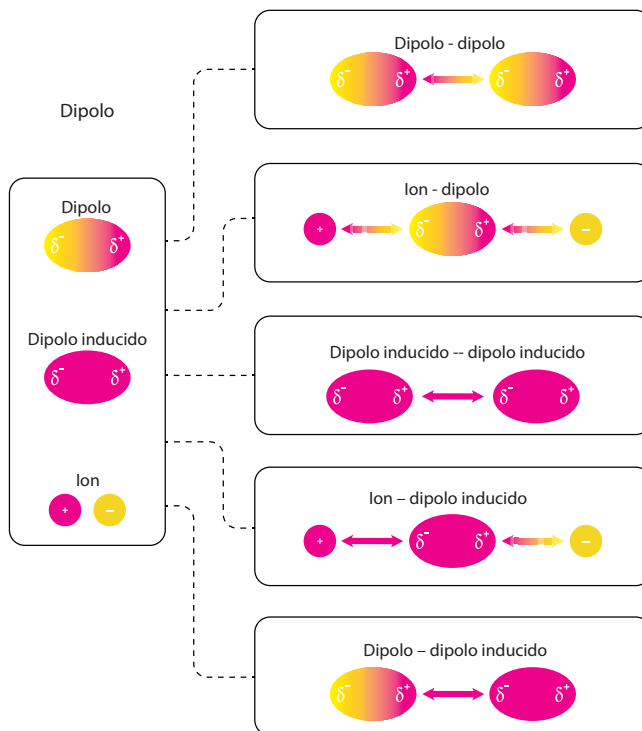 Dipolo
Dipolo
δ- δ+
Dipolo inducido
δ- δ+
Ion
+ −
Dipolo - dipolo
δ- δ+ δ- δ+
Ion - dipolo
+ δ- δ+ −
Dipolo inducido -- dipolo inducido
δ- δ+ δ- δ+
Ion – dipolo inducido
+ δ- δ+ −
Dipolo – dipolo inducido
δ- δ+ δ- δ+